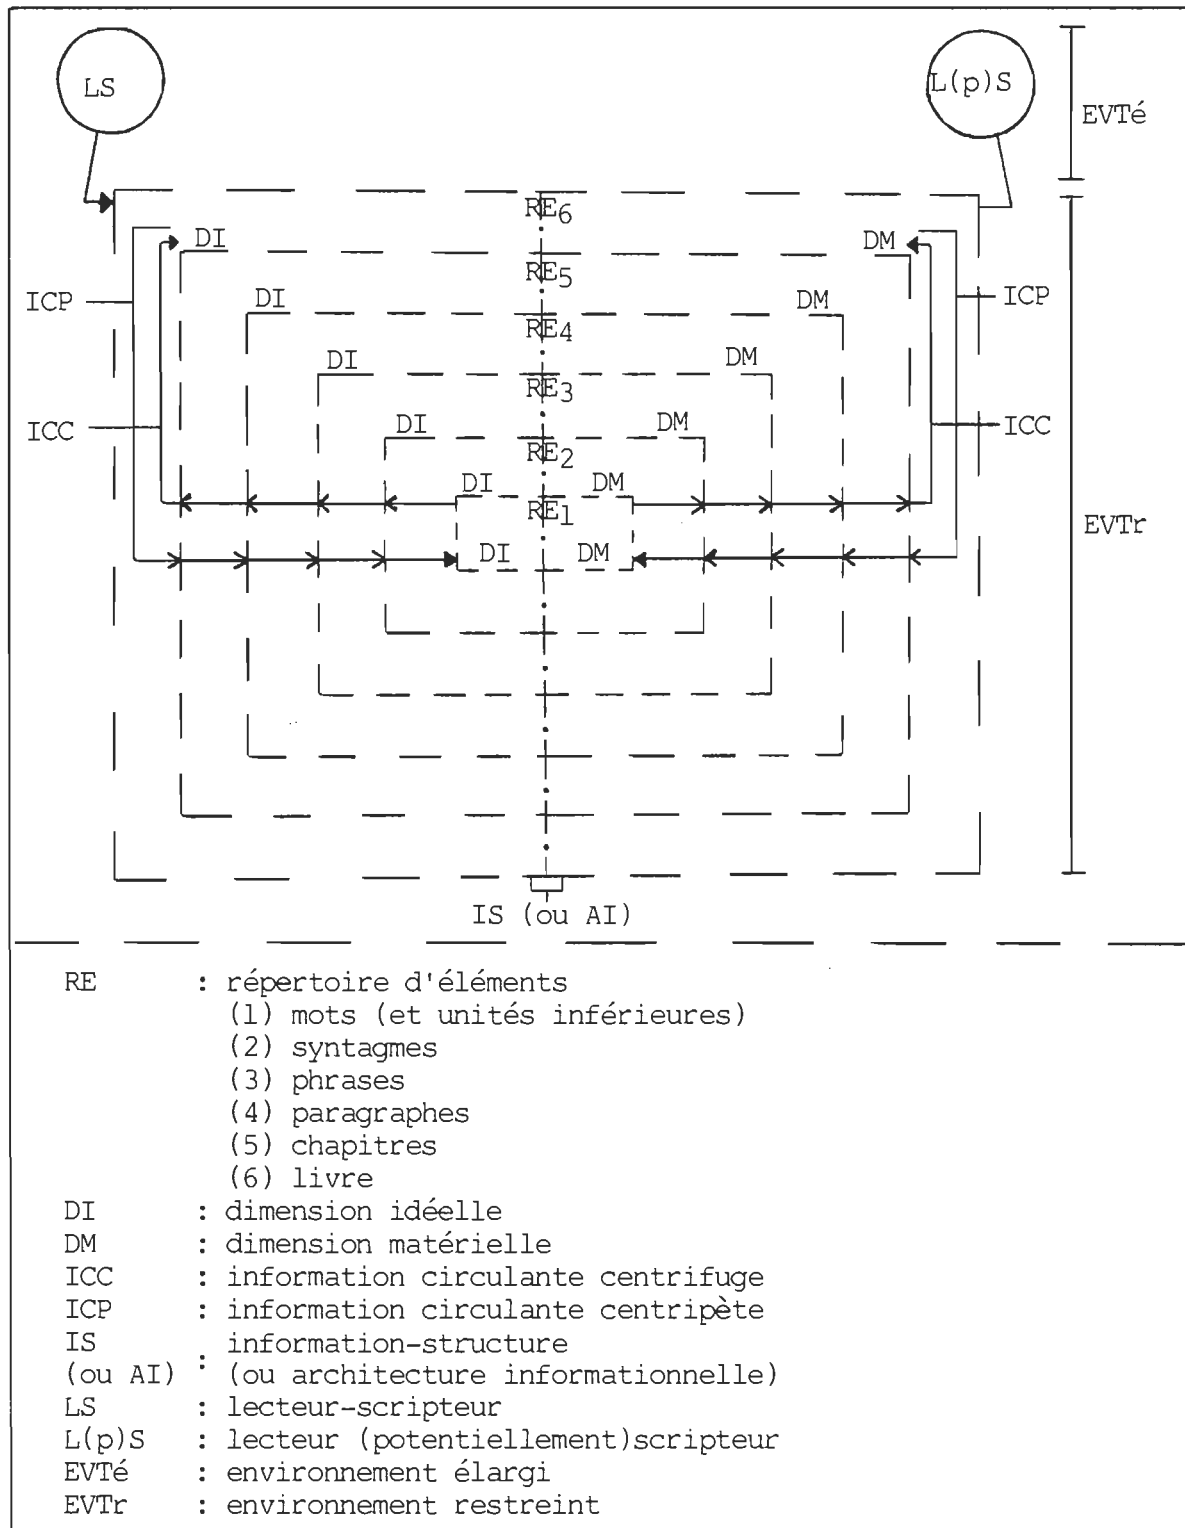 LS
L(p)S
EVTé
RE6
DI
DM
RE5
ICP
ICP
DI
DM
RE4
DI
DM
RE3
ICC
ICC
DI
DM
RE2
DI
DM
RE1
EVTr
DI
DM
IS (ou AI)
RE : répertoire d'éléments
(1) mots (et unités inférieures)
(2) syntagmes
(3) phrases
(4) paragraphes
(5) chapitres
(6) livre
DI : dimension idéelle
DM : dimension matérielle
ICC : information circulante centrifuge
ICP : information circulante centripète
IS information-structure
(ou AI) : (ou architecture informationnelle)
LS : lecteur-scripteur
L(p)S : lecteur (potentiellement)scripteur
EVTé : environnement élargi
EVTr : environnement restreint